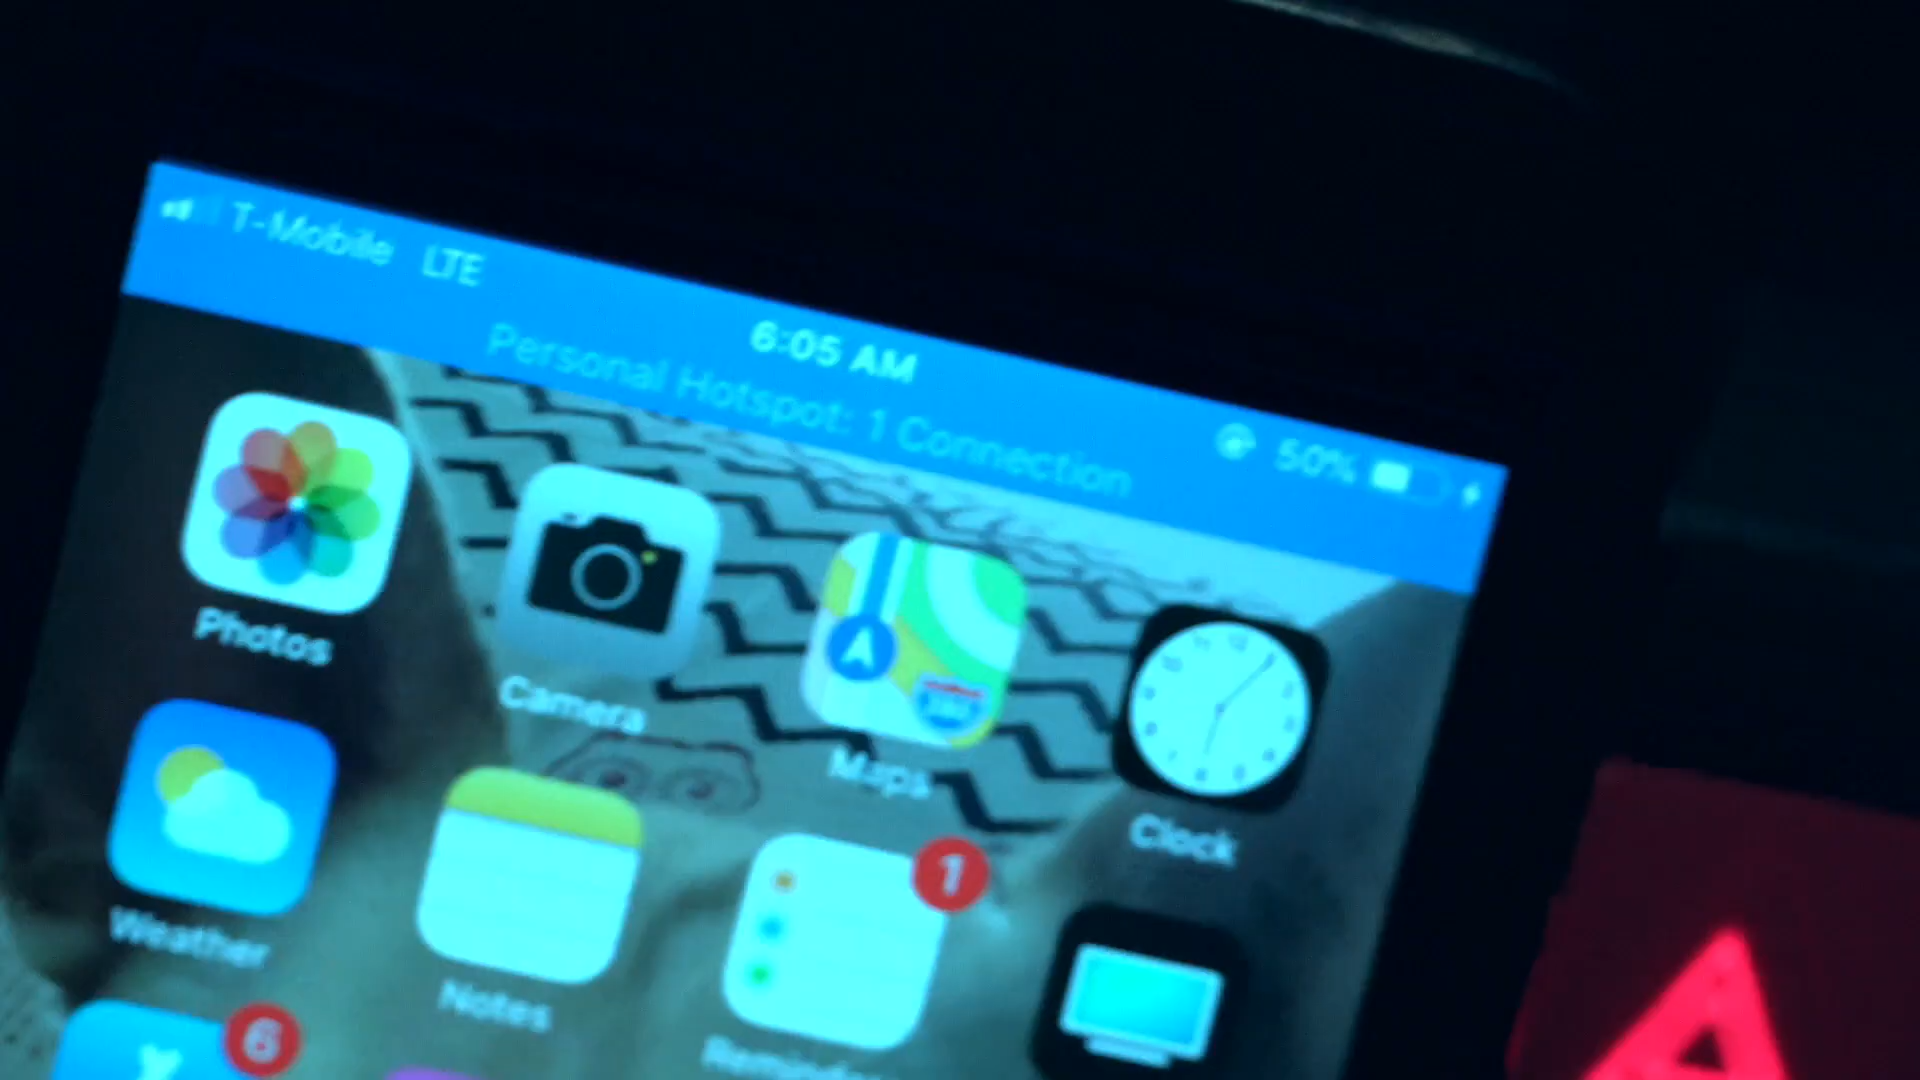 T-Mobile LTE
6:05 AM
50%
Personal Hotspot: 1 Connection
Photos
Camera
Maps
Clock
1
Weather
Notes
6